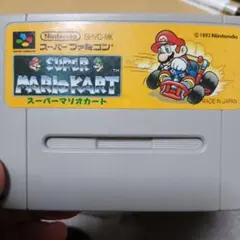 Nintendo SHVC-MK
スーパーファミコン
© 1992 Nintendo
SUPER
MARIO KART
スーパーマリオカート
MADE IN JAPAN